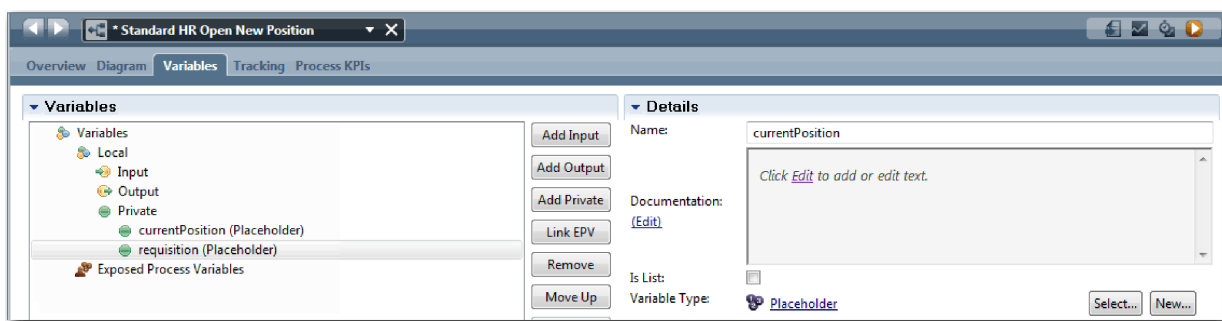 * Standard HR Open New Position
Overview Diagram Variables Tracking Process KPIs
Variables
Variables
Local
Input
Output
Private
currentPosition (Placeholder)
requisition (Placeholder)
Exposed Process Variables
Add Input
Add Output
Add Private
Link EPV
Remove
Move Up
Details
Name: currentPosition
Click Edit to add or edit text.
Documentation:
(Edit)
Is List:
Variable Type: Placeholder Select... New...